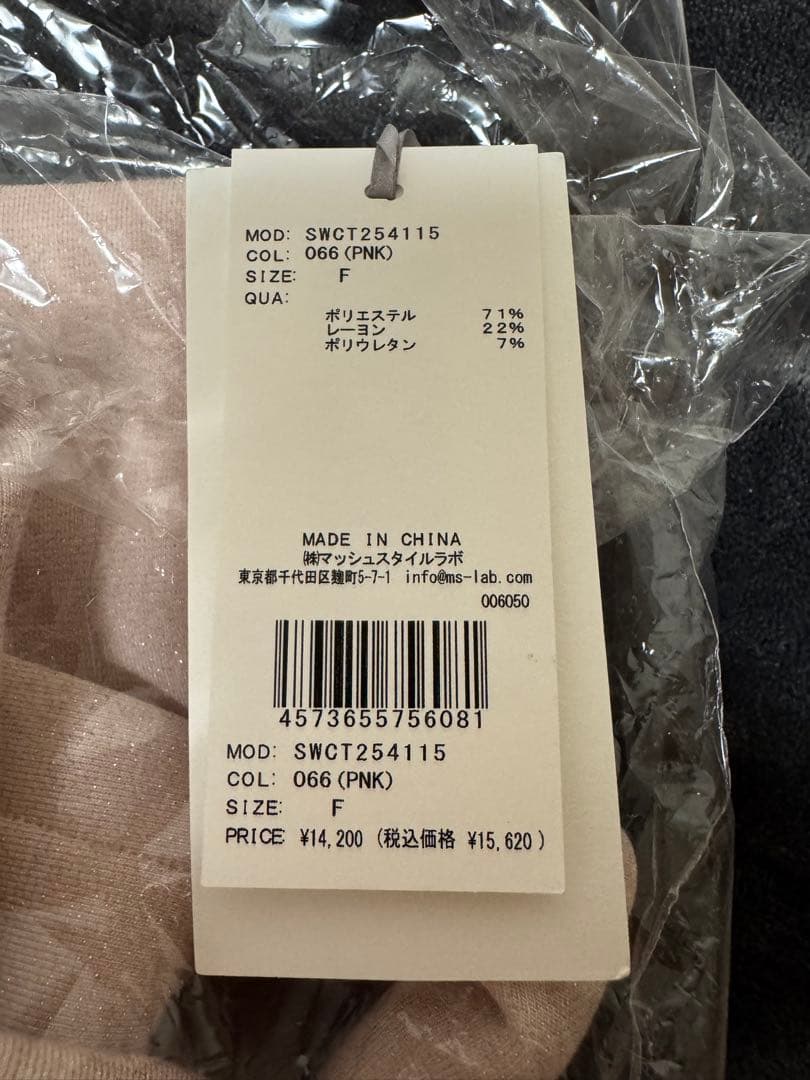 MOD: SWCT254115
COL: 066(PNK)
SIZE: F
QUA:
ポリエステル 71%
レーヨン 22%
ポリウレタン 7%
MADE IN CHINA
㈱マッシュスタイルラボ
東京都千代田区麹町5-7-1 info@ms-lab.com
006050
4573655756081
MOD: SWCT254115
COL: 066(PNK)
SIZE: F
PRICE: ¥14,200 (税込価格 ¥15,620)